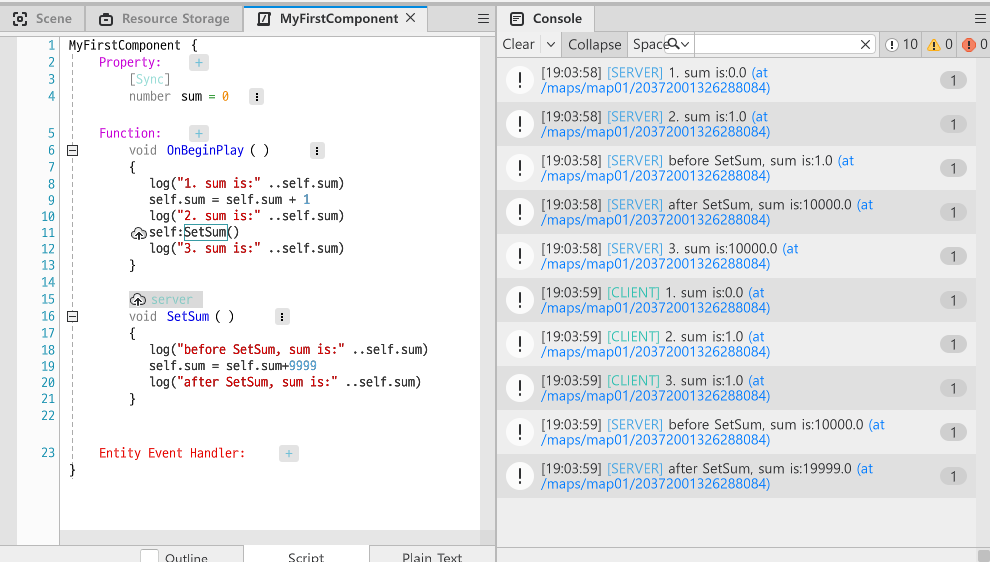 Scene
Resource Storage
MyFirstComponent
1 MyFirstComponent {
2 Property: +
3 [Sync]
4 number sum = 0
5 Function: +
6 void OnBeginPlay ( )
7 {
8 log("1. sum is:" ..self.sum)
9 self.sum = self.sum + 1
10 log("2. sum is:" ..self.sum)
11 self:SetSum()
12 log("3. sum is:" ..self.sum)
13 }
14
15 server
16 void SetSum ( )
17 {
18 log("before SetSum, sum is:" ..self.sum)
19 self.sum = self.sum+9999
20 log("after SetSum, sum is:" ..self.sum)
21 }
22
23 Entity Event Handler: +
}
Outline
Script
Plain Text
Console
Clear Collapse Space 10 0 0
[19:03:58] [SERVER] 1. sum is:0.0 (at
/maps/map01/20372001326288084) 1
[19:03:58] [SERVER] 2. sum is:1.0 (at
/maps/map01/20372001326288084) 1
[19:03:58] [SERVER] before SetSum, sum is:1.0 (at
/maps/map01/20372001326288084) 1
[19:03:58] [SERVER] after SetSum, sum is:10000.0 (at
/maps/map01/20372001326288084) 1
[19:03:58] [SERVER] 3. sum is:10000.0 (at
/maps/map01/20372001326288084) 1
[19:03:59] [CLIENT] 1. sum is:0.0 (at
/maps/map01/20372001326288084) 1
[19:03:59] [CLIENT] 2. sum is:1.0 (at
/maps/map01/20372001326288084) 1
[19:03:59] [CLIENT] 3. sum is:1.0 (at
/maps/map01/20372001326288084) 1
[19:03:59] [SERVER] before SetSum, sum is:10000.0 (at
/maps/map01/20372001326288084) 1
[19:03:59] [SERVER] after SetSum, sum is:19999.0 (at
/maps/map01/20372001326288084) 1